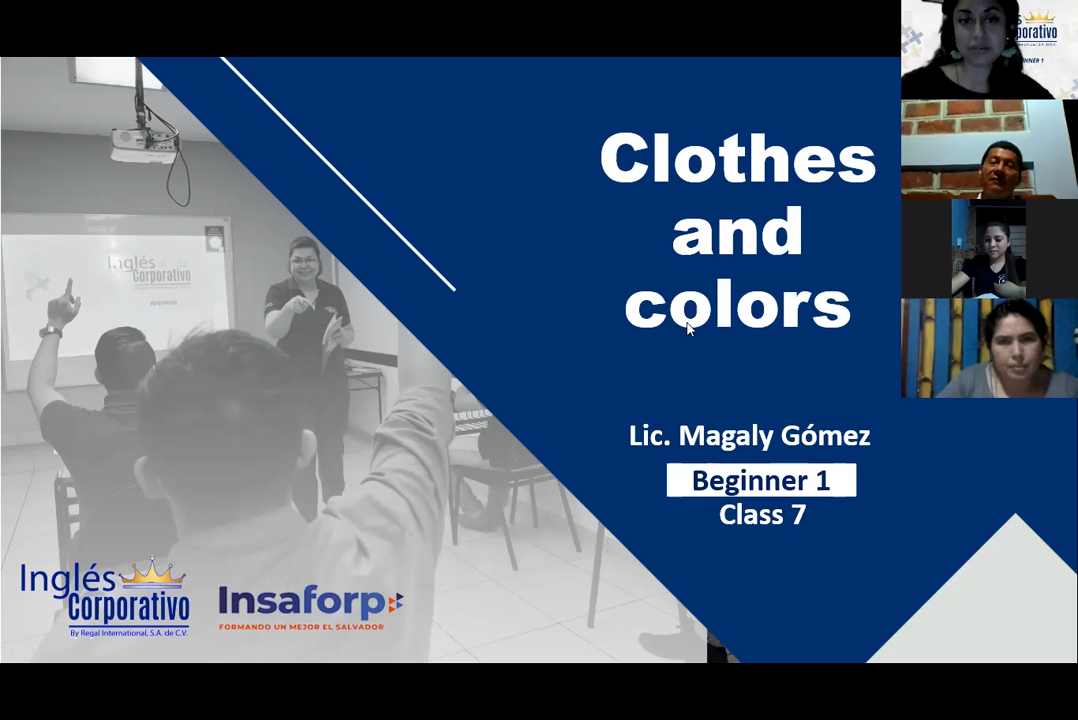 Clothes
and
colors
Lic. Magaly Gómez
Beginner 1
Class 7
Inglés
Corporativo
By Regal International, S.A. de C.V.
Insaforp
FORMANDO UN MEJOR EL SALVADOR
Inglés
Corporativo